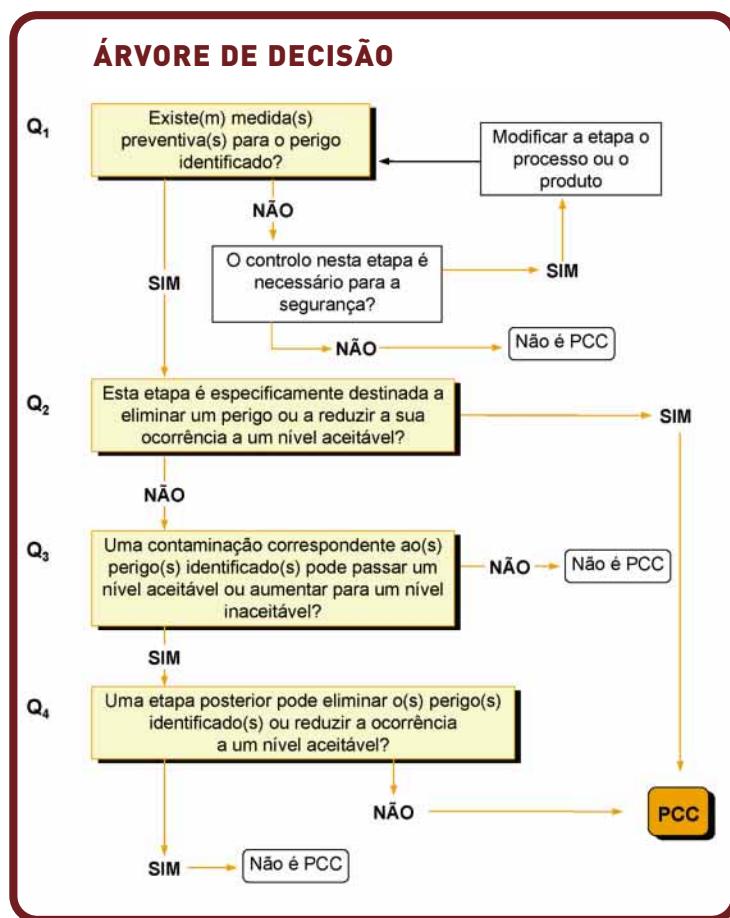 ÁRVORE DE DECISÃO
Q1
Existe(m) medida(s)
preventiva(s) para o perigo
identificado?
Modificar a etapa o
processo ou o
produto
NÃO
SIM
O controlo nesta etapa é
necessário para a
segurança?
SIM
NÃO
Não é PCC
Q2
Esta etapa é especificamente destinada a
eliminar um perigo ou a reduzir a sua
ocorrência a um nível aceitável?
SIM
NÃO
Q3
Uma contaminação correspondente ao(s)
perigo(s) identificado(s) pode passar um
nível aceitável ou aumentar para um nível
inaceitável?
NÃO
Não é PCC
SIM
Q4
Uma etapa posterior pode eliminar o(s) perigo(s)
identificado(s) ou reduzir a ocorrência
a um nível aceitável?
NÃO
PCC
SIM
Não é PCC